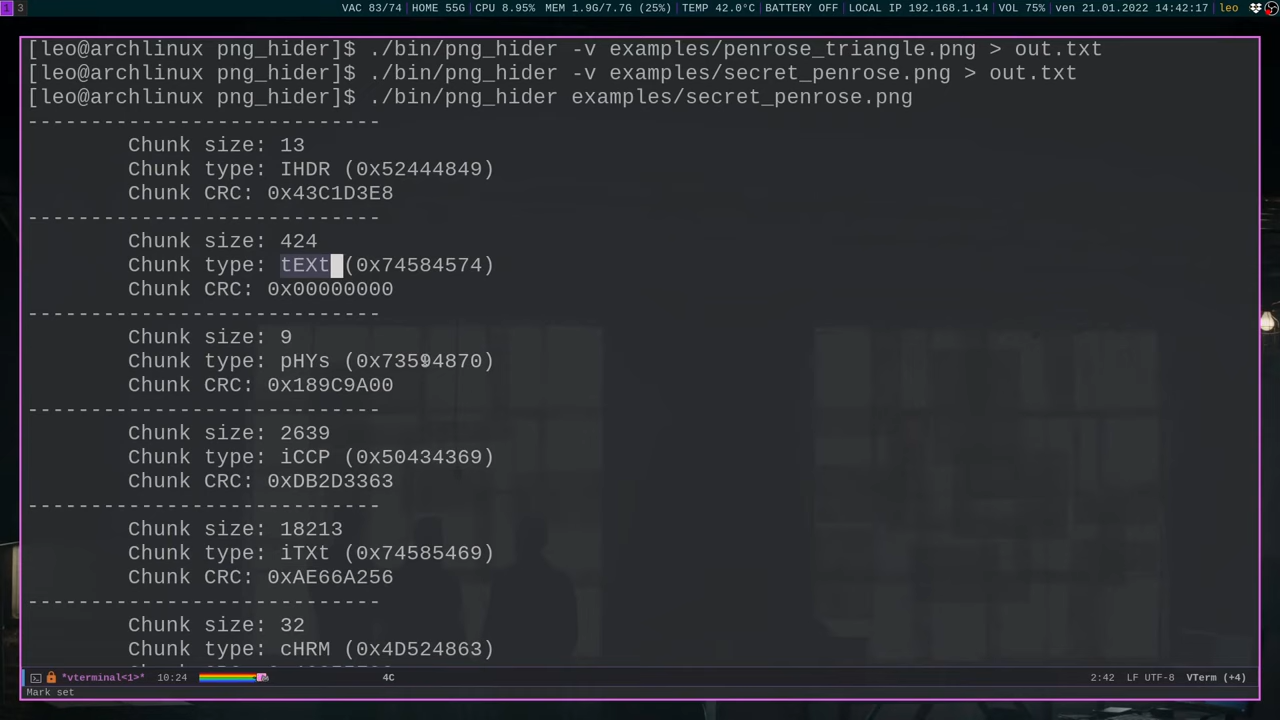 1 3 VAC 83/74 | HOME 55G | CPU 8.95% | MEM 1.9G/7.7G (25%) | TEMP 42.0°C | BATTERY OFF | LOCAL IP 192.168.1.14 | VOL 75% | ven 21.01.2022 14:42:17 | leo
[leo@archlinux png_hider]$ ./bin/png_hider -v examples/penrose_triangle.png > out.txt
[leo@archlinux png_hider]$ ./bin/png_hider -v examples/secret_penrose.png > out.txt
[leo@archlinux png_hider]$ ./bin/png_hider examples/secret_penrose.png
----------------------------
Chunk size: 13
Chunk type: IHDR (0x52444849)
Chunk CRC: 0x43C1D3E8
----------------------------
Chunk size: 424
Chunk type: tEXt (0x74584574)
Chunk CRC: 0x00000000
----------------------------
Chunk size: 9
Chunk type: pHYs (0x73594870)
Chunk CRC: 0x189C9A00
----------------------------
Chunk size: 2639
Chunk type: iCCP (0x50434369)
Chunk CRC: 0xDB2D3363
----------------------------
Chunk size: 18213
Chunk type: iTXt (0x74585469)
Chunk CRC: 0xAE66A256
----------------------------
Chunk size: 32
Chunk type: cHRM (0x4D524863)
*vterminal<1>* 10:24 4C 2:42 LF UTF-8 VTerm (+4)
Mark set